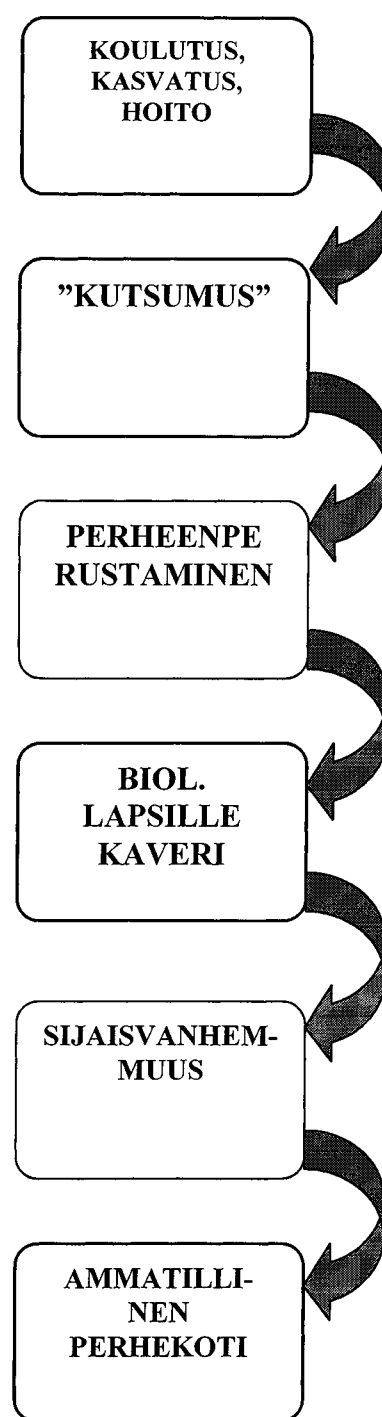 KOULUTUS,
KASVATUS,
HOITO
”KUTSUMUS”
PERHEENPE
RUSTAMINEN
BIOL.
LAPSILLE
KAVERI
SIJAISVANHEM-
MUUS
AMMATILLI-
NEN
PERHEKOTI